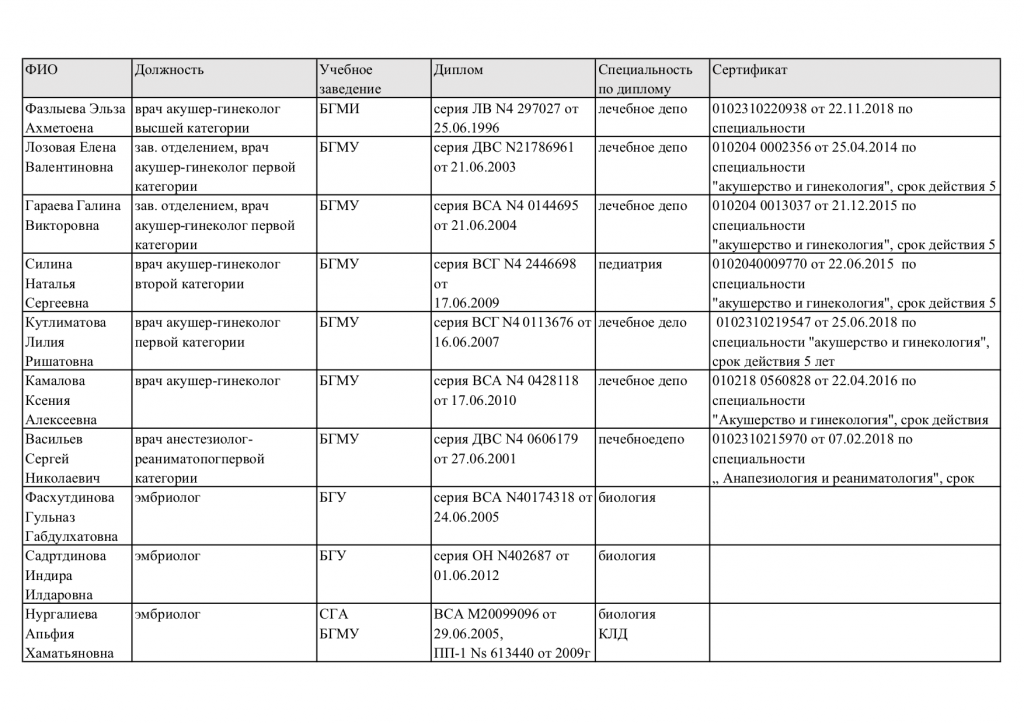 ФИО
Должность
Учебное
заведение
Диплом
Специальность
по диплому
Сертификат
Фазлыева Эльза
Ахметоена
врач акушер-гинеколог
высшей категории
БГМИ
серия ЛВ N4 297027 от
25.06.1996
лечебное депо
0102310220938 от 22.11.2018 по
специальности
Лозовая Елена
Валентиновна
зав. отделением, врач
акушер-гинеколог первой
категории
БГМУ
серия ДВС N21786961
от 21.06.2003
лечебное депо
010204 0002356 от 25.04.2014 по
специальности
"акушерство и гинекология", срок действия 5
Гараева Галина
Викторовна
зав. отделением, врач
акушер-гинеколог первой
категории
БГМУ
серия ВСА N4 0144695
от 21.06.2004
лечебное депо
010204 0013037 от 21.12.2015 по
специальности
"акушерство и гинекология", срок действия 5
Силина
Наталья
Сергеевна
врач акушер-гинеколог
второй категории
БГМУ
серия ВСГ N4 2446698
от
17.06.2009
педиатрия
0102040009770 от 22.06.2015 по
специальности
"акушерство и гинекология", срок действия 5
Кутлиматова
Лилия
Ришатовна
врач акушер-гинеколог
первой категории
БГМУ
серия ВСГ N4 0113676 от
16.06.2007
лечебное дело
0102310219547 от 25.06.2018 по
специальности "акушерство и гинекология",
срок действия 5 лет
Камалова
Ксения
Алексеевна
врач акушер-гинеколог
БГМУ
серия ВСА N4 0428118
от 17.06.2010
лечебное депо
010218 0560828 от 22.04.2016 по
специальности
"Акушерство и гинекология", срок действия
Васильев
Сергей
Николаевич
врач анестезиолог-
реаниматопогпервой
категории
БГМУ
серия ДВС N4 0606179
от 27.06.2001
печебноедепо
0102310215970 от 07.02.2018 по
специальности
,, Анапезиология и реаниматология", срок
Фасхутдинова
Гульназ
Габдулхатовна
эмбриолог
БГУ
серия ВСА N40174318 от
24.06.2005
биология
Садртдинова
Индира
Илдаровна
эмбриолог
БГУ
серия ОН N402687 от
01.06.2012
биология
Нургалиева
Апьфия
Хаматьяновна
эмбриолог
СГА
БГМУ
ВСА М20099096 от
29.06.2005,
ПП-1 Ns 613440 от 2009г
биология
КЛД